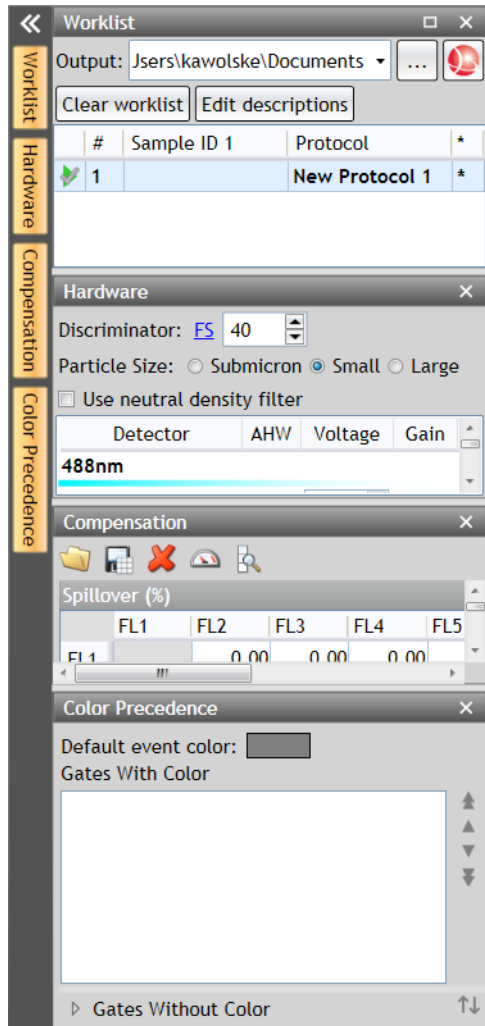 Worklist
Output: Jsers\kawolske\Documents ...
Clear worklist Edit descriptions
# Sample ID 1 Protocol *
1 New Protocol 1 *
Hardware
Discriminator: FS 40
Particle Size: Submicron Small Large
Use neutral density filter
Detector AHW Voltage Gain
488nm
Compensation
Spillover (%)
FL1 FL2 FL3 FL4 FL5
FL1 0.00 0.00 0.00
Color Precedence
Default event color:
Gates With Color
Gates Without Color
Worklist
Hardware
Compensation
Color Precedence